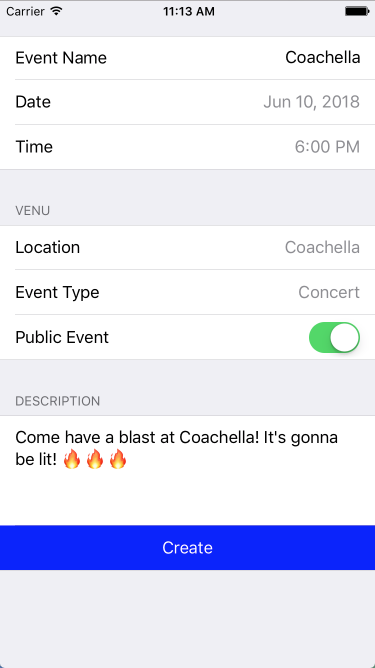 Carrier 11:13 AM
Event Name Coachella
Date Jun 10, 2018
Time 6:00 PM
VENU
Location Coachella
Event Type Concert
Public Event
DESCRIPTION
Come have a blast at Coachella! It's gonna
be lit! 🔥 🔥 🔥
Create